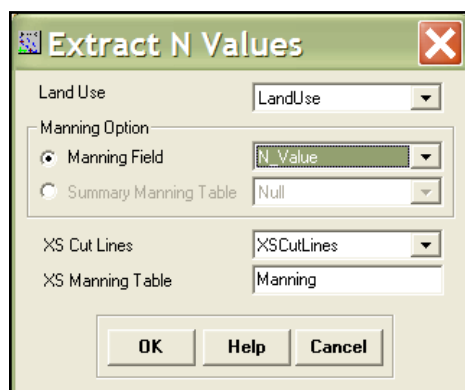 Extract N Values
Land Use LandUse
Manning Option
Manning Field N_Value
Summary Manning Table Null
XS Cut Lines XSCutLines
XS Manning Table Manning
OK Help Cancel